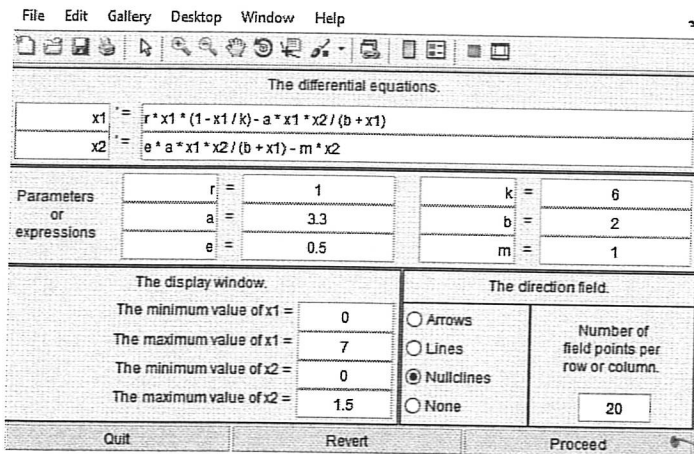 File Edit Gallery Desktop Window Help
The differential equations.
x1 ' = r * x1 * (1 - x1 / k) - a * x1 * x2 / (b + x1)
x2 ' = e * a * x1 * x2 / (b + x1) - m * x2
Parameters
or
expressions
r = 1 k = 6
a = 3.3 b = 2
e = 0.5 m = 1
The display window.
The minimum value of x1 = 0
The maximum value of x1 = 7
The minimum value of x2 = 0
The maximum value of x2 = 1.5
The direction field.
Arrows
Lines
Nullclines
None
Number of
field points per
row or column.
20
Quit Revert Proceed